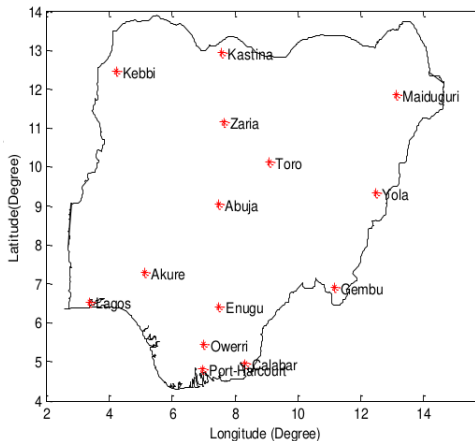 14
13
12
11
10
9
8
7
6
5
4
Latitude(Degree)
Kastina
Kebbi
Maiduguri
Zaria
Toro
Yola
Abuja
Akure
Gembu
Lagos
Enugu
Owerri
Calabar
Port-Harcourt
2 4 6 8 10 12 14
Longitude (Degree)